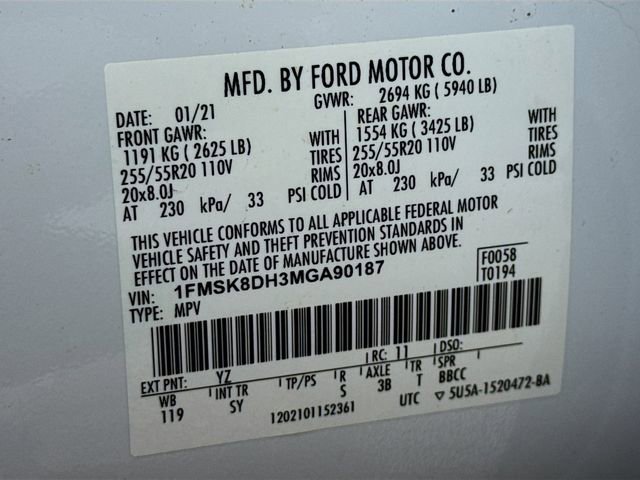 MFD. BY FORD MOTOR CO.
DATE: 01/21 GVWR: 2694 KG ( 5940 LB)
FRONT GAWR: REAR GAWR:
1191 KG ( 2625 LB) WITH 1554 KG ( 3425 LB) WITH
255/55R20 110V TIRES 255/55R20 110V TIRES
20x8.0J RIMS 20x8.0J RIMS
AT 230 kPa/ 33 PSI COLD AT 230 kPa/ 33 PSI COLD
THIS VEHICLE CONFORMS TO ALL APPLICABLE FEDERAL MOTOR
VEHICLE SAFETY AND THEFT PREVENTION STANDARDS IN
EFFECT ON THE DATE OF MANUFACTURE SHOWN ABOVE.
VIN: 1FMSK8DH3MGA90187 F0058
TYPE: MPV T0194
EXT PNT: YZ RC: 11 DSO:
WB INT TR TP/PS R AXLE TR SPR
119 SY S 3B T BBCC
1202101152361 UTC ▽ 5U5A-1520472-BA